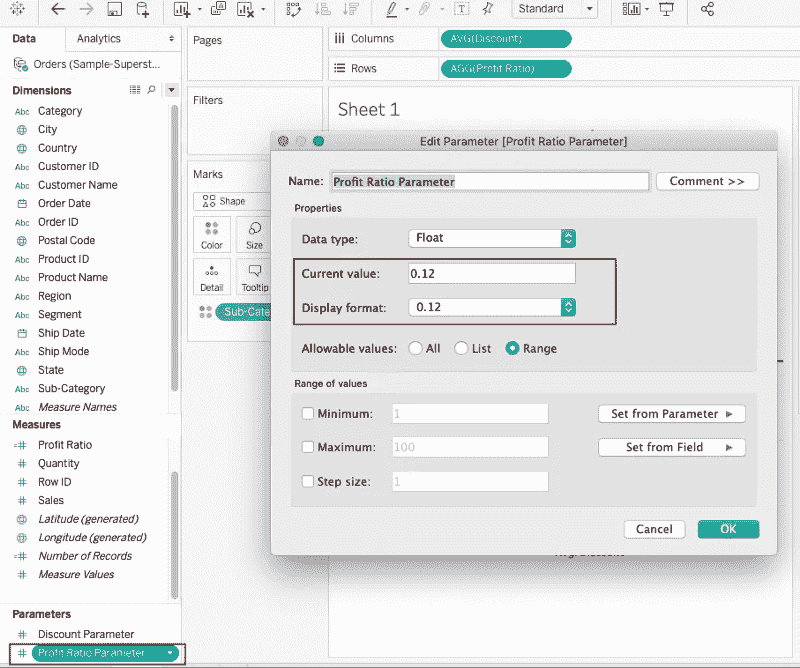 Standard
Data
Analytics
Orders (Sample-Superst...
Dimensions
Abc Category
City
Country
Abc Customer ID
Abc Customer Name
Order Date
Abc Order ID
Postal Code
Abc Product ID
Abc Product Name
Abc Region
Abc Segment
Ship Date
Abc Ship Mode
State
Abc Sub-Category
Abc Measure Names
Measures
=# Profit Ratio
# Quantity
# Row ID
# Sales
Latitude (generated)
Longitude (generated)
=# Number of Records
# Measure Values
Parameters
# Discount Parameter
# Profit Ratio Parameter
Pages
Filters
Marks
Shape
Color Size
Detail Tooltip
Sub-Cate
Columns AVG(Discount)
Rows AGG(Profit Ratio)
Sheet 1
Edit Parameter [Profit Ratio Parameter]
Name: Profit Ratio Parameter Comment >>
Properties
Data type: Float
Current value: 0.12
Display format: 0.12
Allowable values: All List Range
Range of values
Minimum: 1 Set from Parameter
Maximum: 100 Set from Field
Step size: 1
Cancel OK